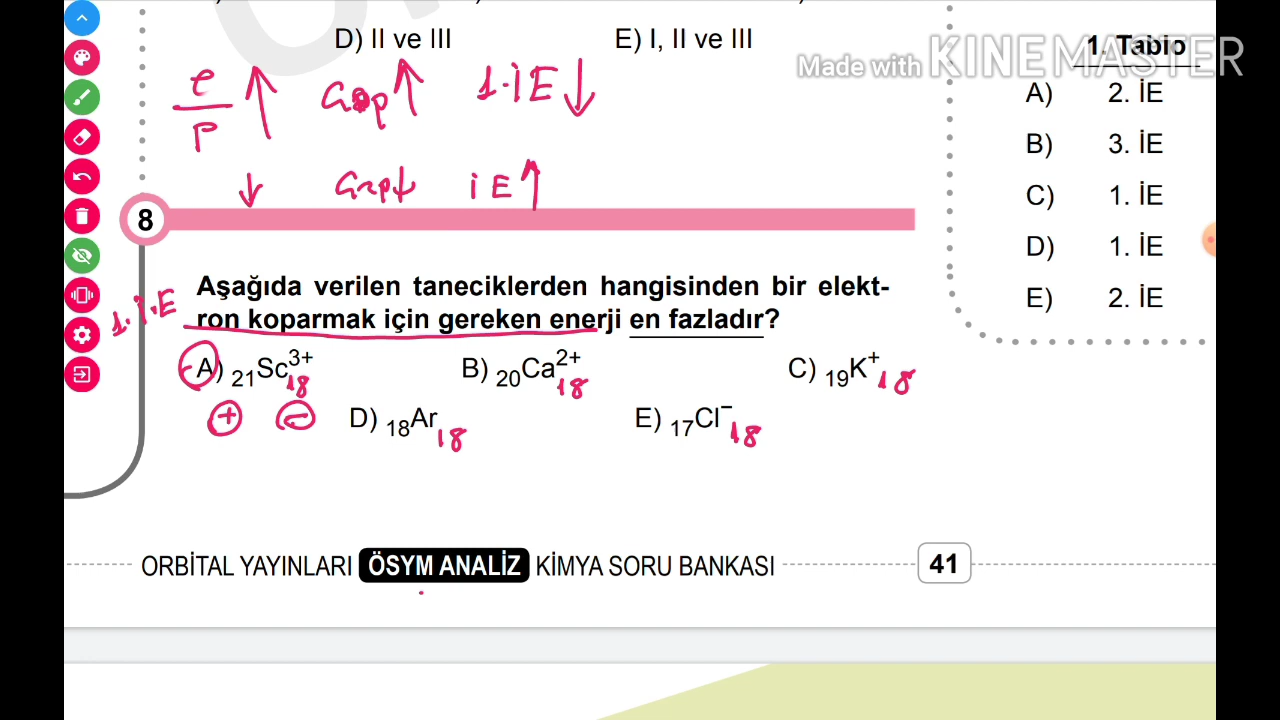 D) II ve III E) I, II ve III
Made with KINEMASTER
1. Tablo
e/p ↑ Gap ↑ 1.İE ↓
↓ Gap↓ İE ↑
A) 2. İE
B) 3. İE
C) 1. İE
D) 1. İE
E) 2. İE
8
1.İ.E
Aşağıda verilen taneciklerden hangisinden bir elekt-
ron koparmak için gereken enerji en fazladır?
A) ₂₁Sc³⁺ 18 B) ₂₀Ca²⁺ 18 C) ₁₉K⁺ 18
+ −
D) ₁₈Ar 18 E) ₁₇Cl⁻ 18
ORBİTAL YAYINLARI ÖSYM ANALİZ KİMYA SORU BANKASI 41